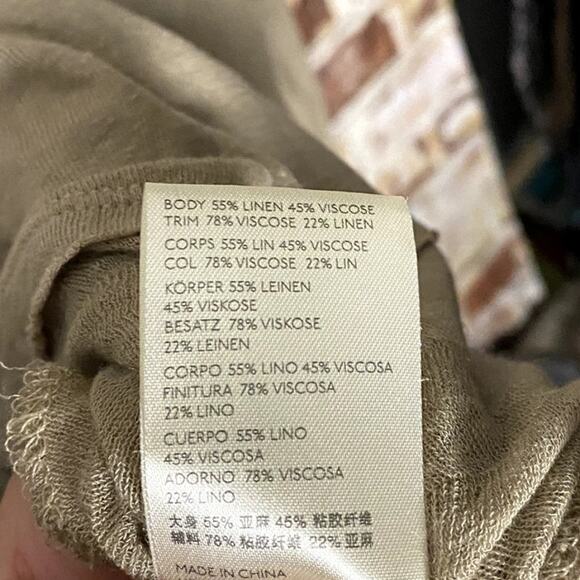 BODY 55% LINEN 45% VISCOSE
TRIM 78% VISCOSE 22% LINEN
CORPS 55% LIN 45% VISCOSE
COL 78% VISCOSE 22% LIN
KÖRPER 55% LEINEN
45% VISKOSE
BESATZ 78% VISKOSE
22% LEINEN
CORPO 55% LINO 45% VISCOSA
FINITURA 78% VISCOSA
22% LINO
CUERPO 55% LINO
45% VISCOSA
ADORNO 78% VISCOSA
22% LINO
大身 55% 亚麻 45% 粘胶纤维
辅料 78% 粘胶纤维 22% 亚麻
MADE IN CHINA